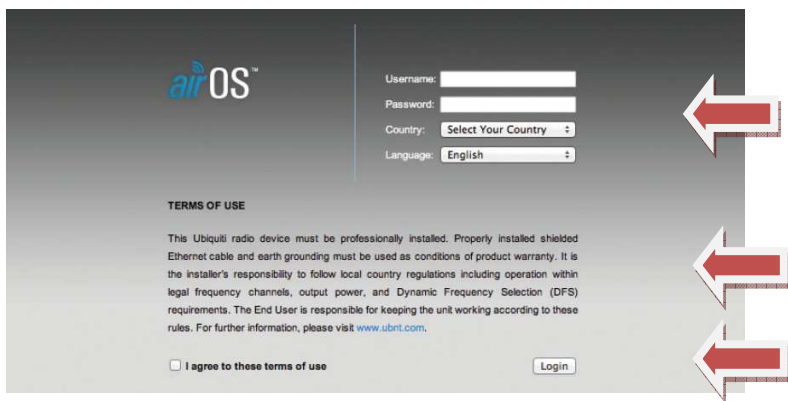 airOS™
Username:
Password:
Country: Select Your Country
Language: English
TERMS OF USE
This Ubiquiti radio device must be professionally installed. Properly installed shielded
Ethernet cable and earth grounding must be used as conditions of product warranty. It is
the installer's responsibility to follow local country regulations including operation within
legal frequency channels, output power, and Dynamic Frequency Selection (DFS)
requirements. The End User is responsible for keeping the unit working according to these
rules. For further information, please visit www.ubnt.com.
I agree to these terms of use
Login